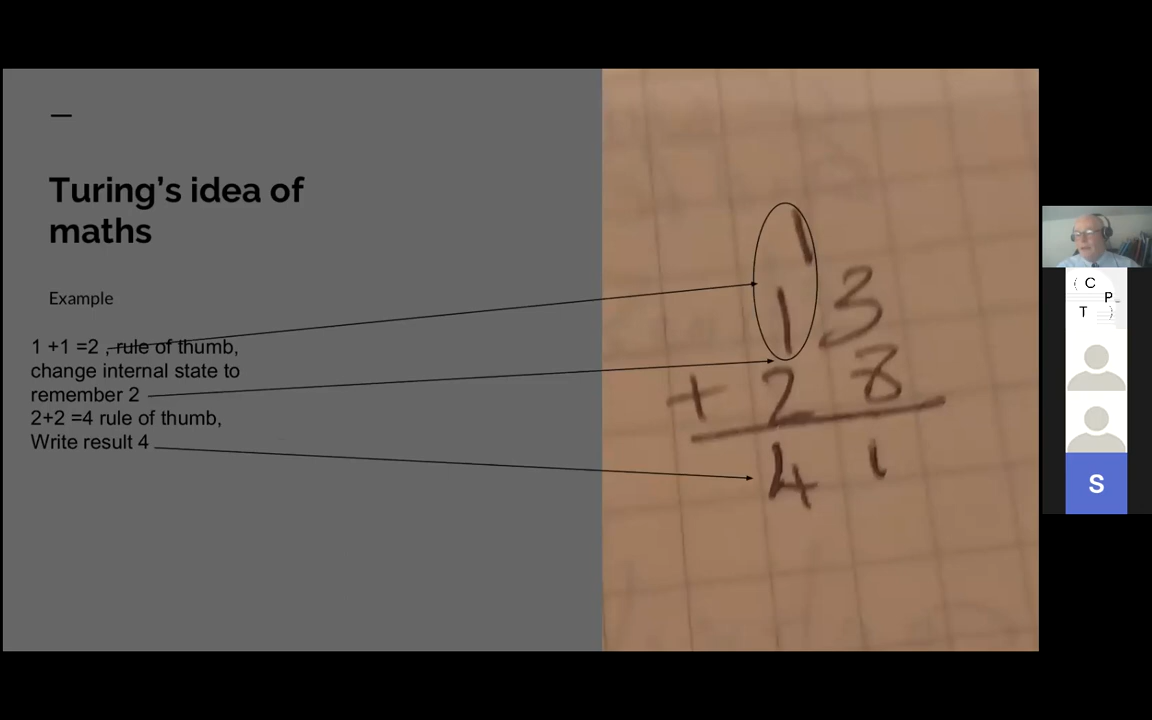 Turing's idea of
maths
Example
1 +1 =2 , rule of thumb,
change internal state to
remember 2
2+2 =4 rule of thumb,
Write result 4
1
1 3
+ 2 8
4 1
C
P
T
S